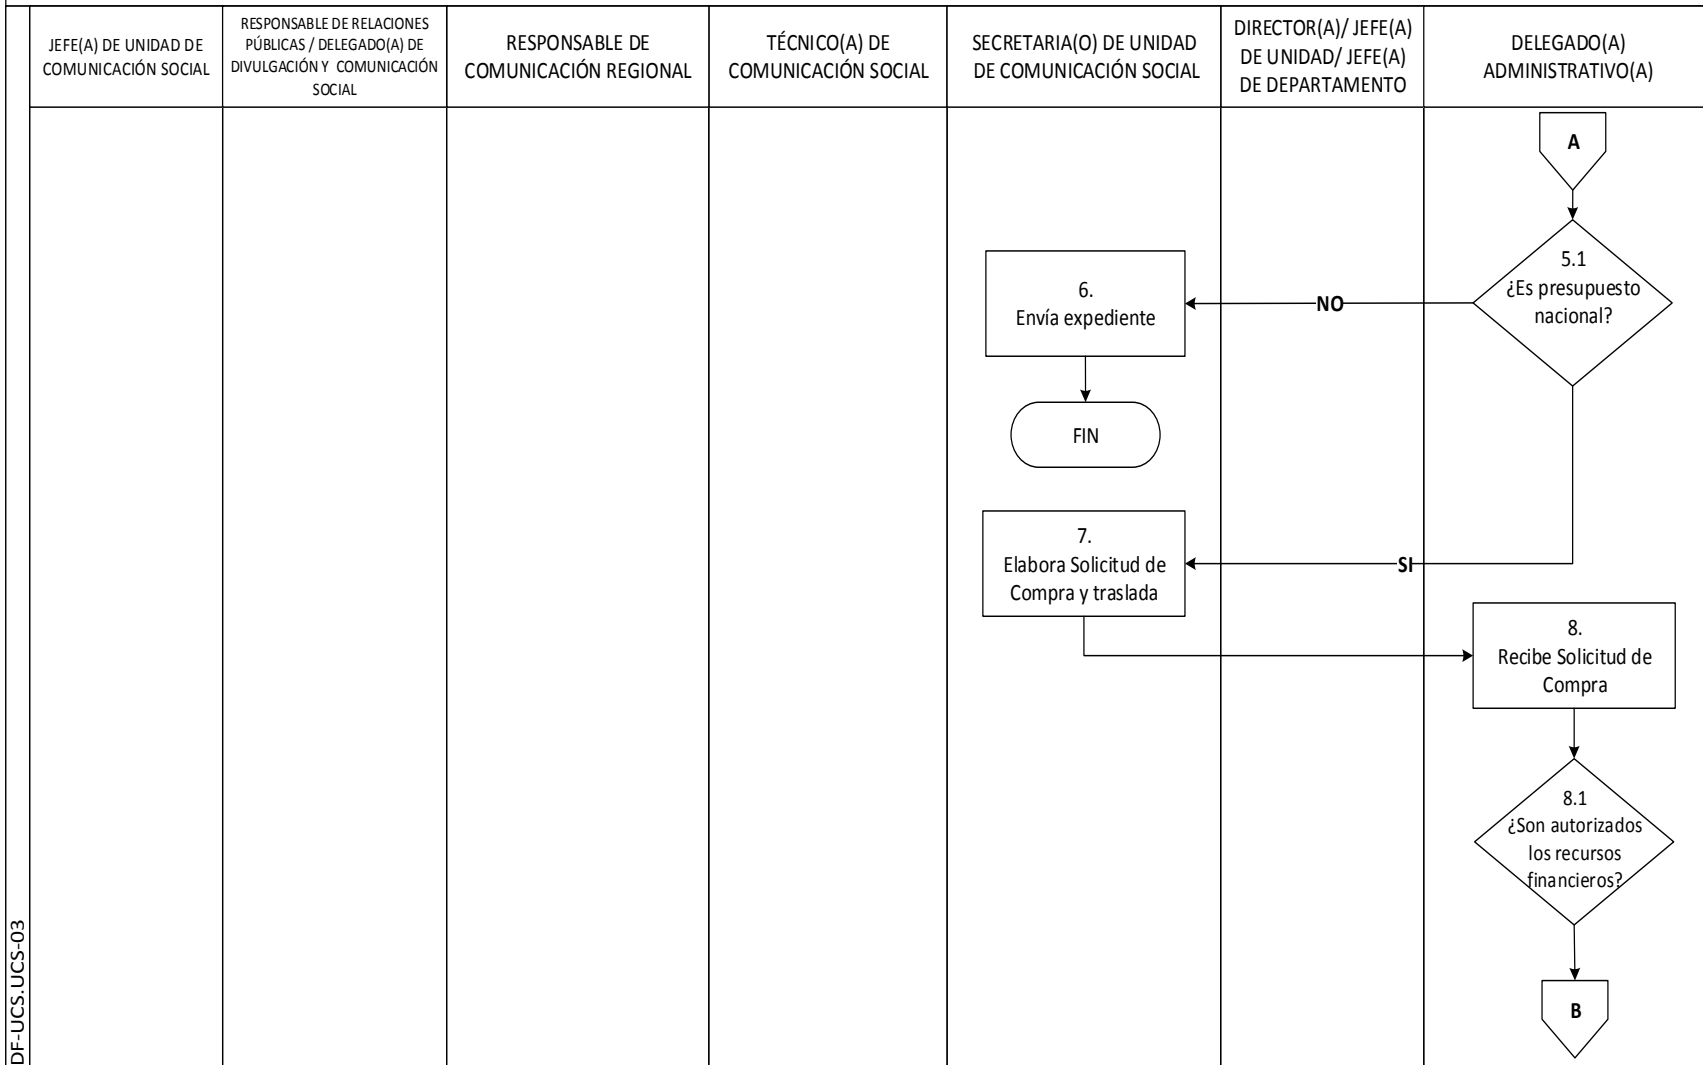 JEFE(A) DE UNIDAD DE
COMUNICACIÓN SOCIAL
RESPONSABLE DE RELACIONES
PÚBLICAS / DELEGADO(A) DE
DIVULGACIÓN Y COMUNICACIÓN
SOCIAL
RESPONSABLE DE
COMUNICACIÓN REGIONAL
TÉCNICO(A) DE
COMUNICACIÓN SOCIAL
SECRETARIA(O) DE UNIDAD
DE COMUNICACIÓN SOCIAL
DIRECTOR(A)/ JEFE(A)
DE UNIDAD/ JEFE(A)
DE DEPARTAMENTO
DELEGADO(A)
ADMINISTRATIVO(A)
A
5.1
¿Es presupuesto
nacional?
NO
6.
Envía expediente
FIN
SI
7.
Elabora Solicitud de
Compra y traslada
8.
Recibe Solicitud de
Compra
8.1
¿Son autorizados
los recursos
financieros?
B
DF-UCS.UCS-03